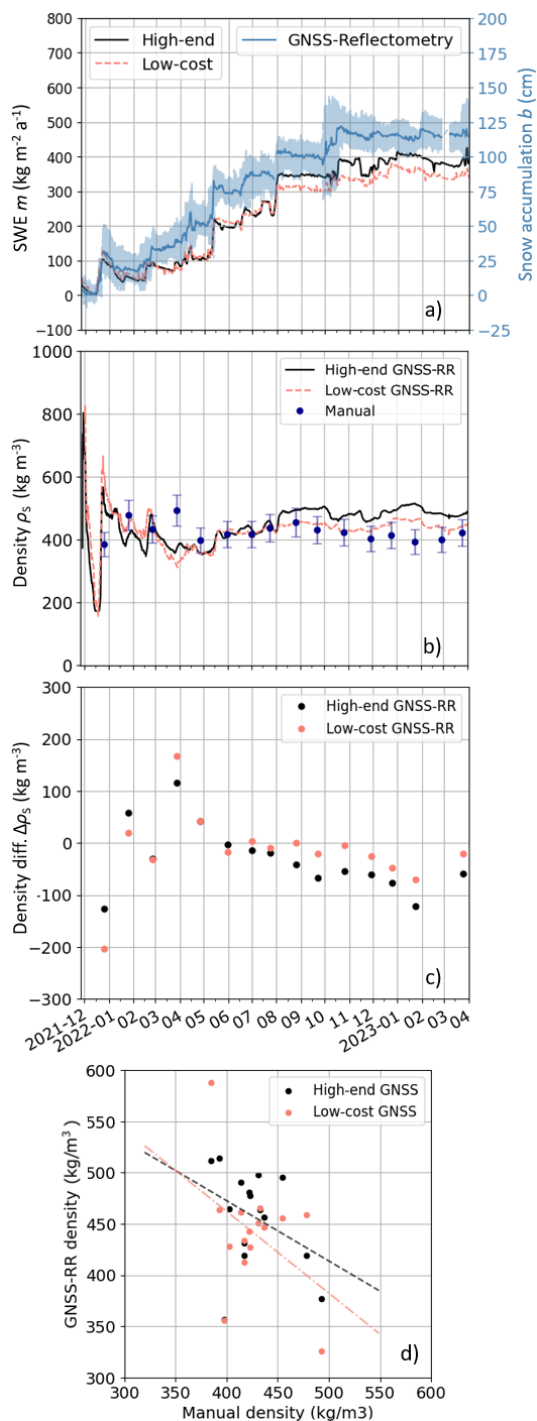 High-end
Low-cost
GNSS-Reflectometry
SWE m (kg m-2 a-1)
Snow accumulation b (cm)
800
700
600
500
400
300
200
100
0
−100
200
175
150
125
100
75
50
25
0
−25
a)
High-end GNSS-RR
Low-cost GNSS-RR
Manual
Density ρs (kg m-3)
1000
800
600
400
200
0
b)
High-end GNSS-RR
Low-cost GNSS-RR
Density diff. Δρs (kg m-3)
300
200
100
0
−100
−200
−300
c)
2021-12
2022-01
02
03
04
05
06
07
08
09
10
11
12
2023-01
02
03
04
High-end GNSS
Low-cost GNSS
GNSS-RR density (kg/m³)
600
550
500
450
400
350
300
d)
300 350 400 450 500 550 600
Manual density (kg/m3)